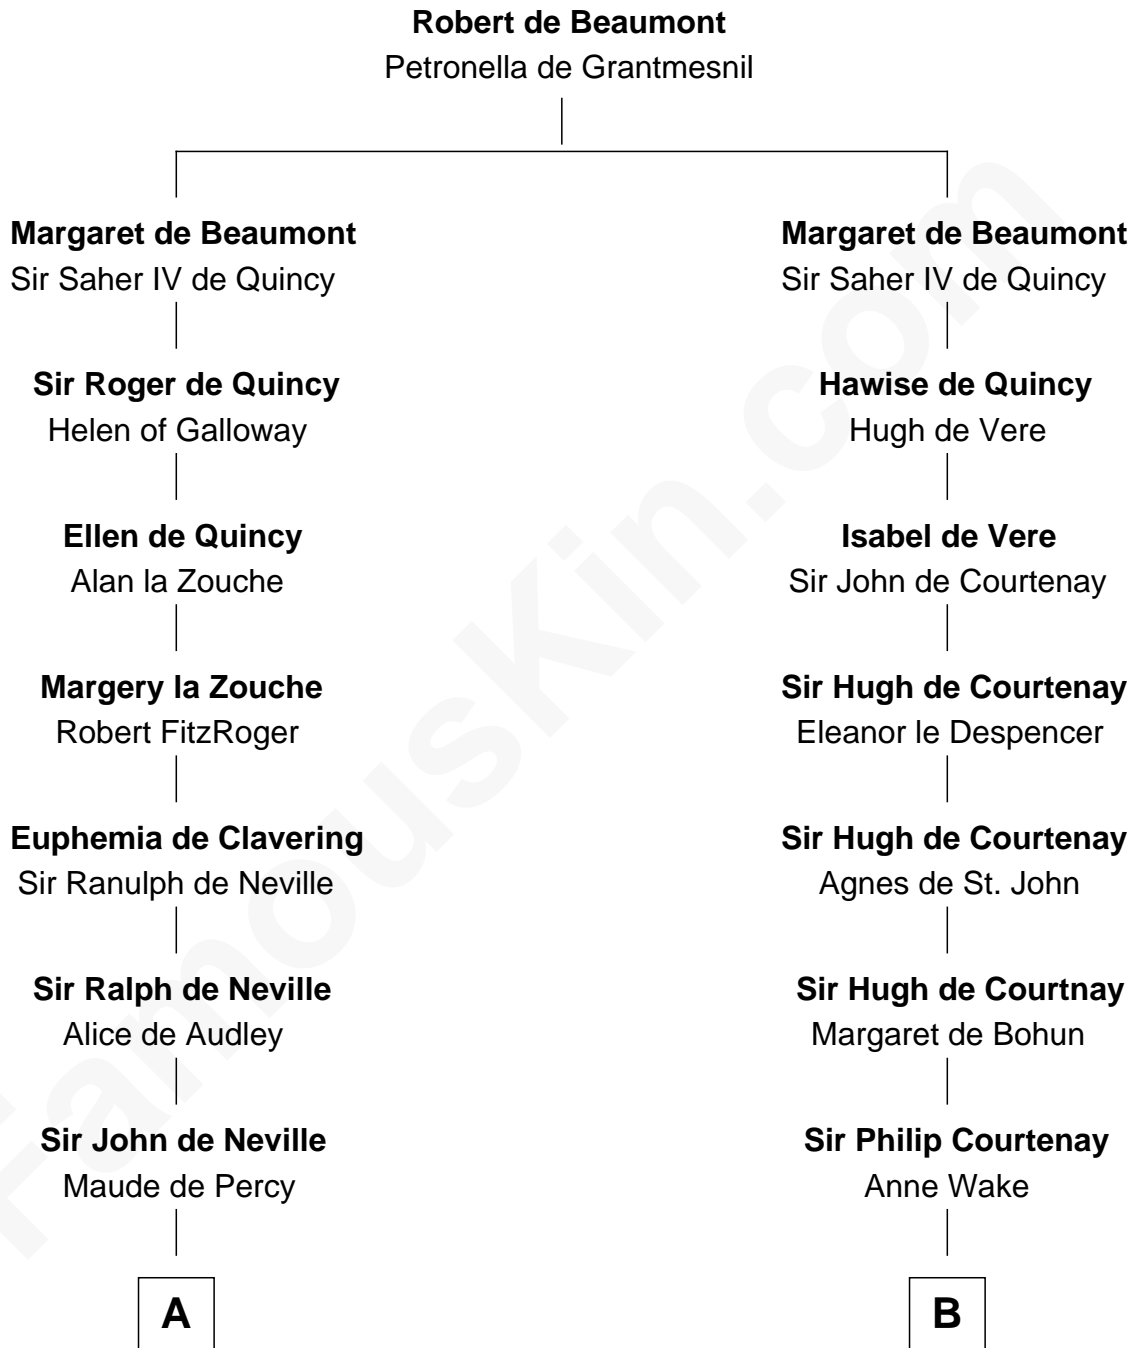 Robert de Beaumont
Petronella de Grantmesnil
Margaret de Beaumont
Sir Saher IV de Quincy
Sir Roger de Quincy
Helen of Galloway
Ellen de Quincy
Alan la Zouche
Margery la Zouche
Robert FitzRoger
Euphemia de Clavering
Sir Ranulph de Neville
Sir Ralph de Neville
Alice de Audley
Sir John de Neville
Maude de Percy
A
Margaret de Beaumont
Sir Saher IV de Quincy
Hawise de Quincy
Hugh de Vere
Isabel de Vere
Sir John de Courtenay
Sir Hugh de Courtenay
Eleanor le Despencer
Sir Hugh de Courtenay
Agnes de St. John
Sir Hugh de Courtnay
Margaret de Bohun
Sir Philip Courtenay
Anne Wake
B
FamousKin.com